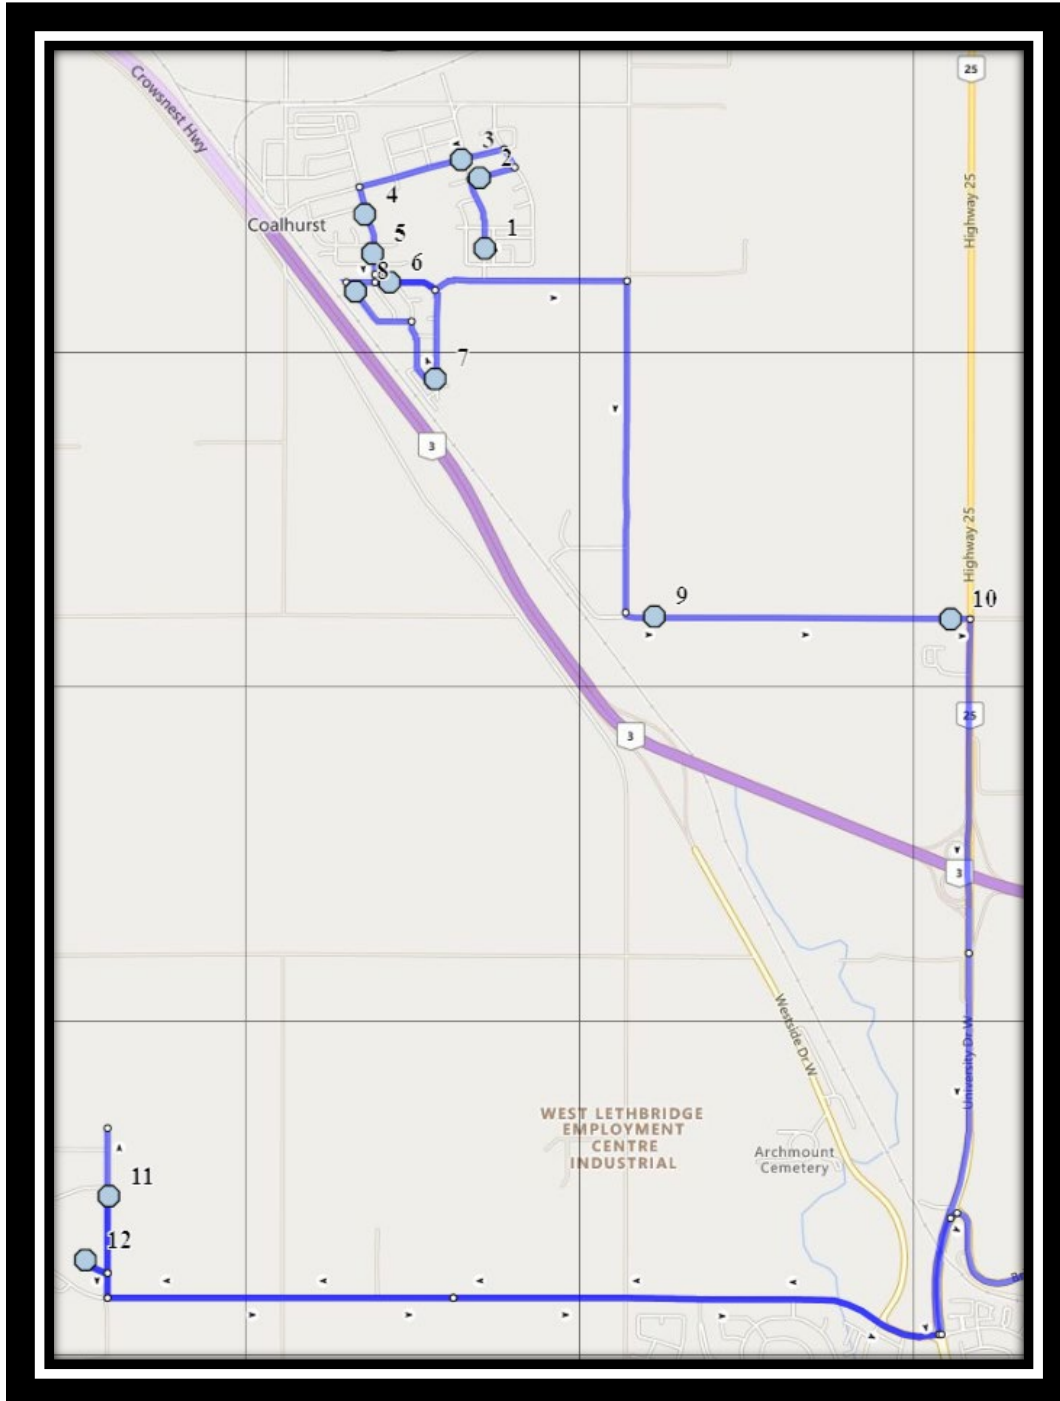 25
Crowsnest Hwy
3
2
Highway 25
4
Coalhurst
5
1
6
8
7
3
Highway 25
9
10
25
3
3
Westside Dr W
University Dr W
WEST LETHBRIDGE
EMPLOYMENT
CENTRE
INDUSTRIAL
Archmount
Cemetery
11
12